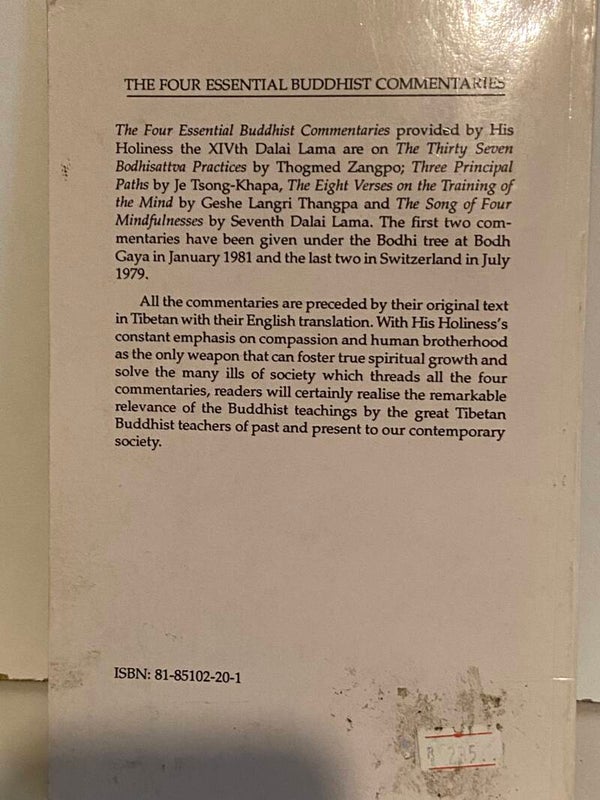 THE FOUR ESSENTIAL BUDDHIST COMMENTARIES
The Four Essential Buddhist Commentaries provided by His
Holiness the XIVth Dalai Lama are on The Thirty Seven
Bodhisattva Practices by Thogmed Zangpo; Three Principal
Paths by Je Tsong-Khapa, The Eight Verses on the Training of
the Mind by Geshe Langri Thangpa and The Song of Four
Mindfulnesses by Seventh Dalai Lama. The first two com-
mentaries have been given under the Bodhi tree at Bodh
Gaya in January 1981 and the last two in Switzerland in July
1979.
All the commentaries are preceded by their original text
in Tibetan with their English translation. With His Holiness's
constant emphasis on compassion and human brotherhood
as the only weapon that can foster true spiritual growth and
solve the many ills of society which threads all the four
commentaries, readers will certainly realise the remarkable
relevance of the Buddhist teachings by the great Tibetan
Buddhist teachers of past and present to our contemporary
society.
ISBN: 81-85102-20-1